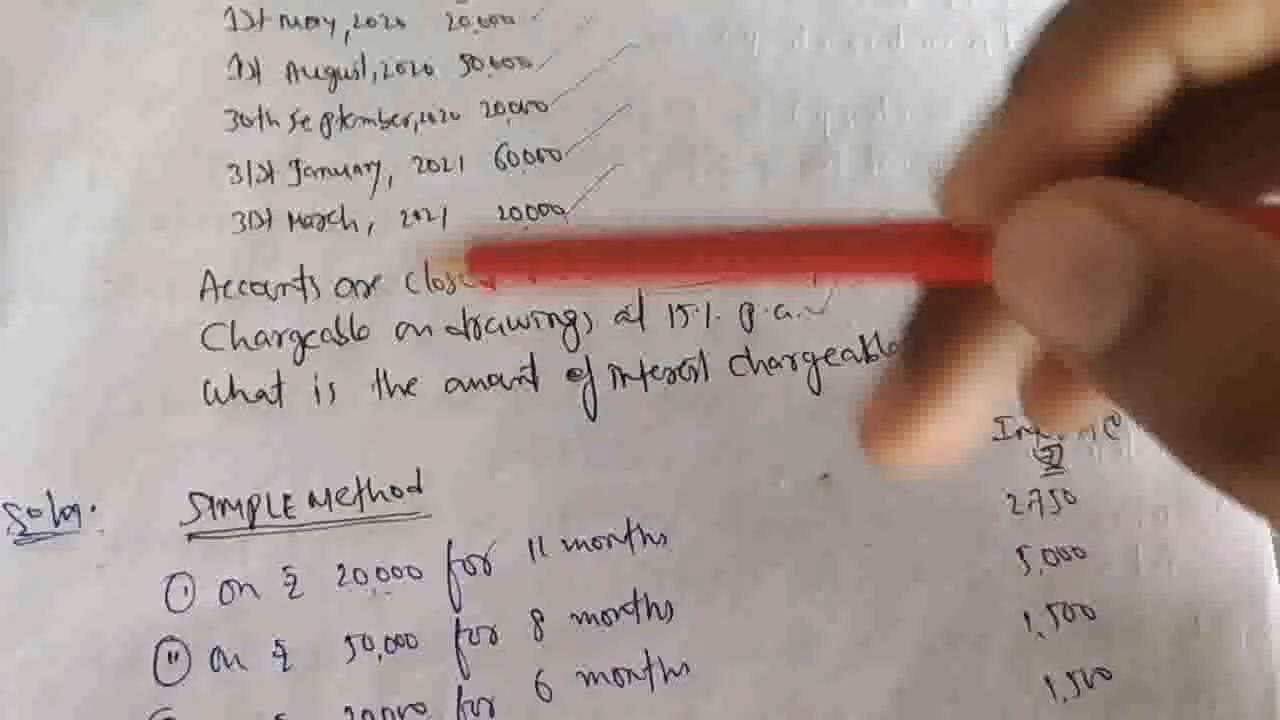 1st May, 2020 20,000
1st August, 2020 50,000
30th September, 2020 20,000
31st January, 2021 60,000
31st March, 2021 20,000
Accounts are
Chargeable on drawings at 15% p.a.
What is the amount of interest chargeable
₹
Soln. SIMPLE METHOD
2,750
(i) on ₹ 20,000 for 11 months
5,000
(ii) on ₹ 50,000 for 8 months
1,500
20,000 for 6 months
1,500